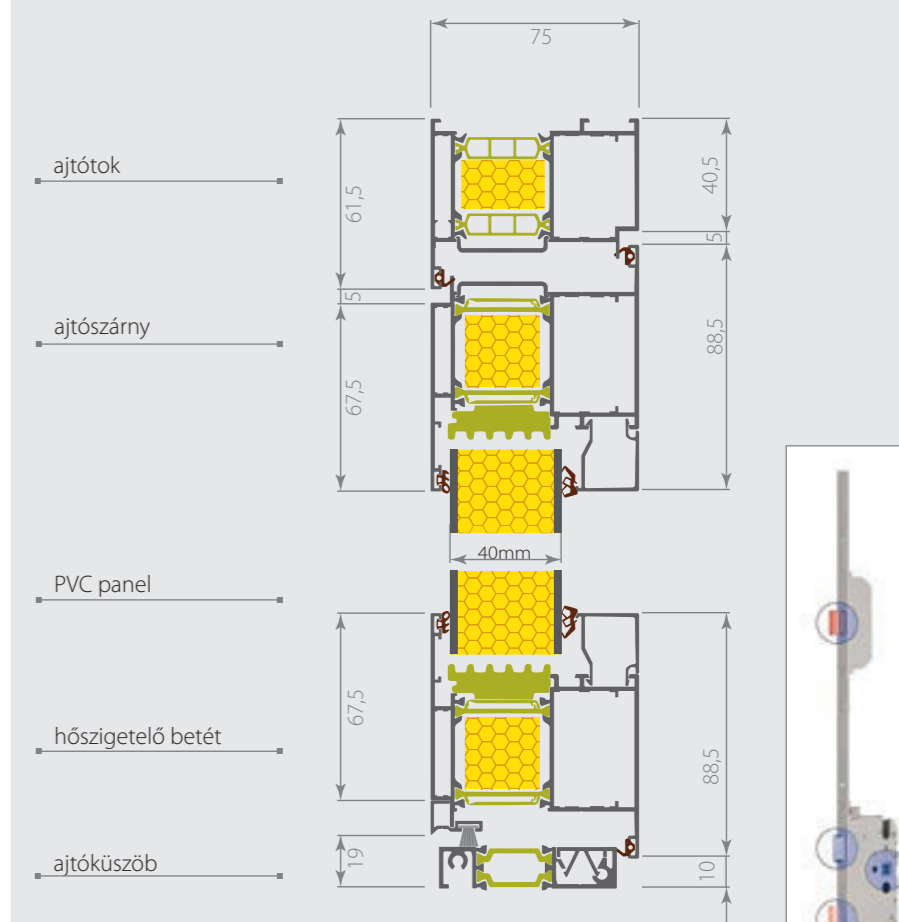 75
ajtótok
61,5
40,5
5
5
ajtószárny
67,5
88,5
40mm
PVC panel
67,5
hőszigetelő betét
88,5
ajtóküszöb
19
10